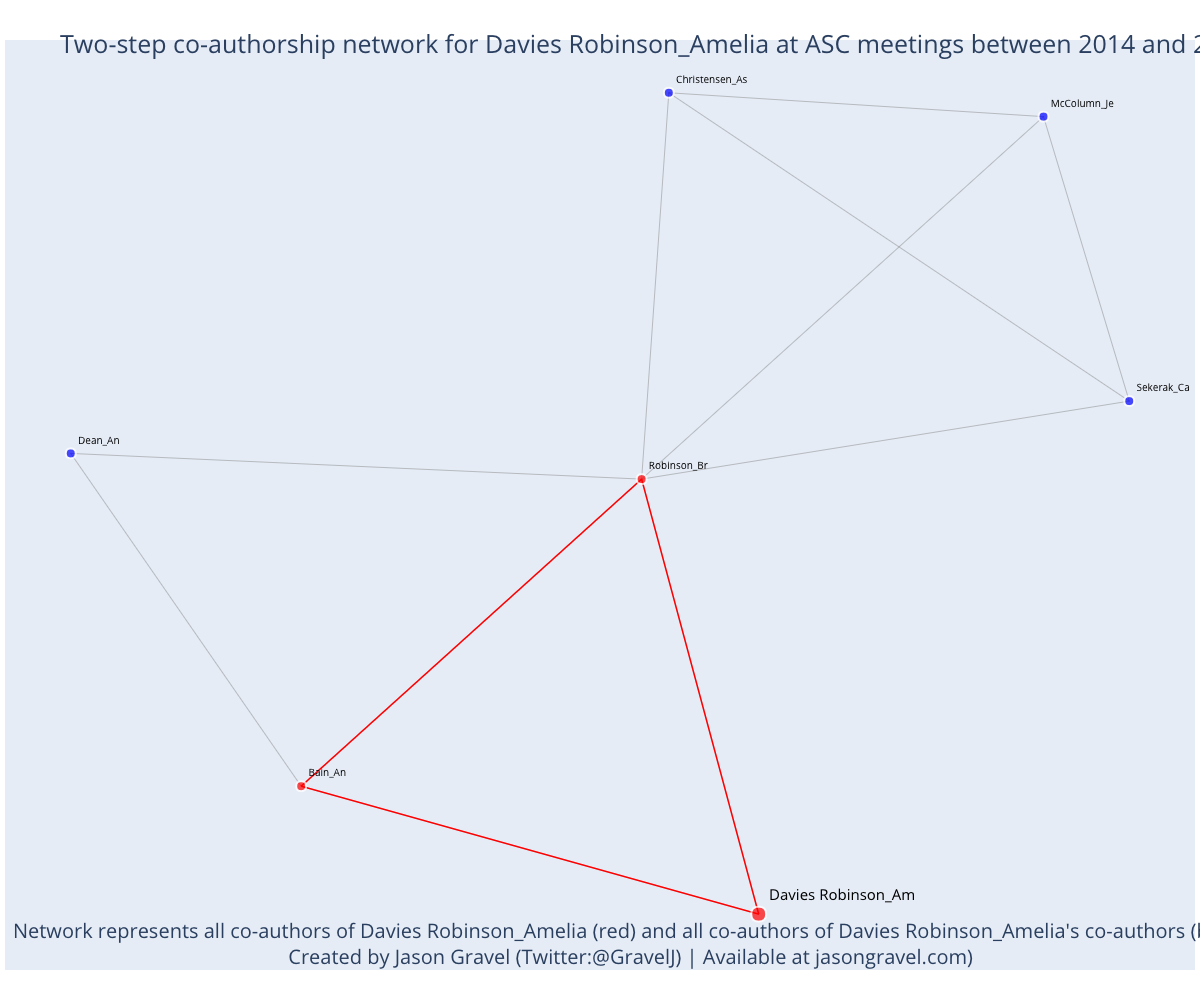 Two-step co-authorship network for Davies Robinson_Amelia at ASC meetings between 2014 and
Christensen_As
McColumn_Je
Sekerak_Ca
Dean_An
Robinson_Br
Bain_An
Davies Robinson_Am
Network represents all co-authors of Davies Robinson_Amelia (red) and all co-authors of Davies Robinson_Amelia's co-authors
Created by Jason Gravel (Twitter:@GravelJ) | Available at jasongravel.com)